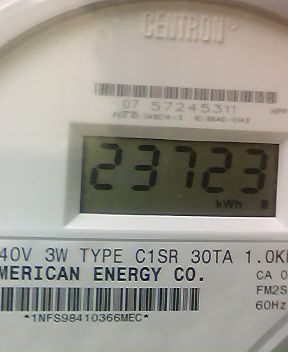 CENTRON®
07 57245311
23723
kWh
40V 3W TYPE C1SR 30TA 1.0K
MERICAN ENERGY CO.
CA 0
FM2S
60Hz
*1NFS98410366MEC*